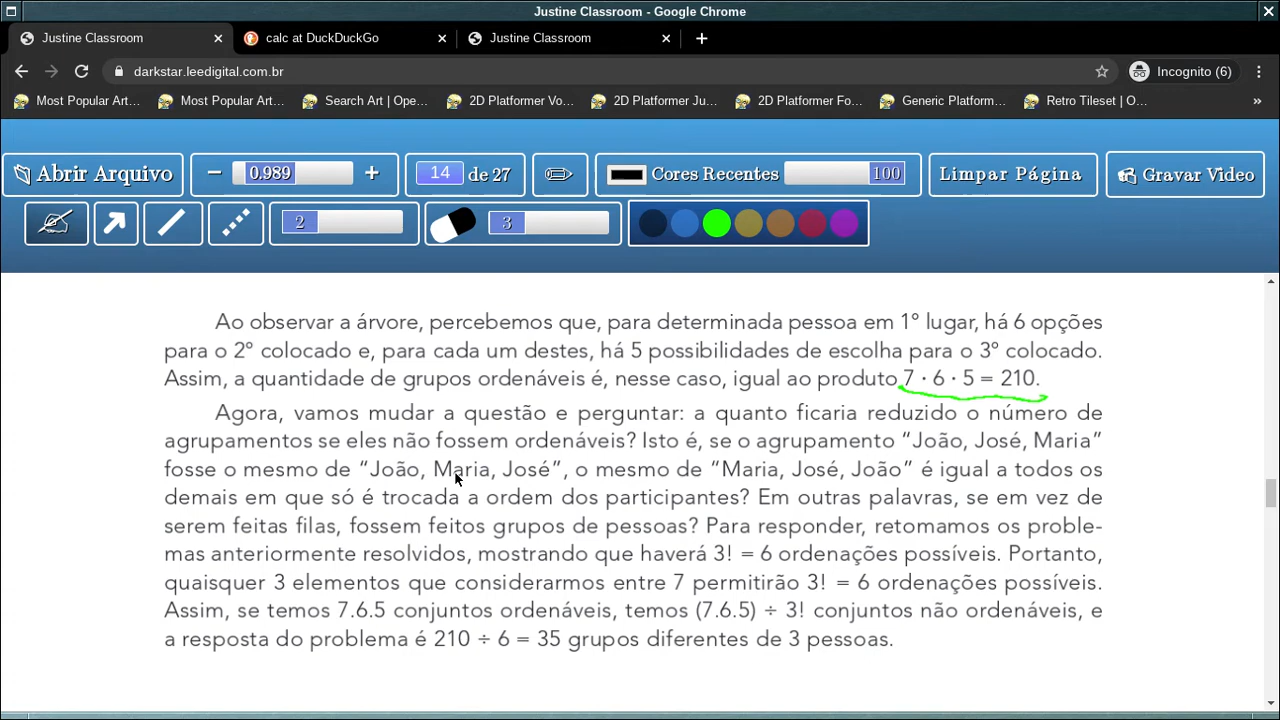 Justine Classroom - Google Chrome
Justine Classroom
calc at DuckDuckGo
Justine Classroom
darkstar.leedigital.com.br
Incognito (6)
Most Popular Art...
Most Popular Art...
Search Art | Ope...
2D Platformer Vo...
2D Platformer Ju...
2D Platformer Fo...
Generic Platform...
Retro Tileset | O...
»
Abrir Arquivo
− 0,989 +
14 de 27
Cores Recentes 100
Limpar Página
Gravar Video
2
3
Ao observar a árvore, percebemos que, para determinada pessoa em 1º lugar, há 6 opções
para o 2º colocado e, para cada um destes, há 5 possibilidades de escolha para o 3º colocado.
Assim, a quantidade de grupos ordenáveis é, nesse caso, igual ao produto 7 · 6 · 5 = 210.
Agora, vamos mudar a questão e perguntar: a quanto ficaria reduzido o número de
agrupamentos se eles não fossem ordenáveis? Isto é, se o agrupamento “João, José, Maria”
fosse o mesmo de “João, Maria, José”, o mesmo de “Maria, José, João” é igual a todos os
demais em que só é trocada a ordem dos participantes? Em outras palavras, se em vez de
serem feitas filas, fossem feitos grupos de pessoas? Para responder, retomamos os proble-
mas anteriormente resolvidos, mostrando que haverá 3! = 6 ordenações possíveis. Portanto,
quaisquer 3 elementos que considerarmos entre 7 permitirão 3! = 6 ordenações possíveis.
Assim, se temos 7.6.5 conjuntos ordenáveis, temos (7.6.5) ÷ 3! conjuntos não ordenáveis, e
a resposta do problema é 210 ÷ 6 = 35 grupos diferentes de 3 pessoas.